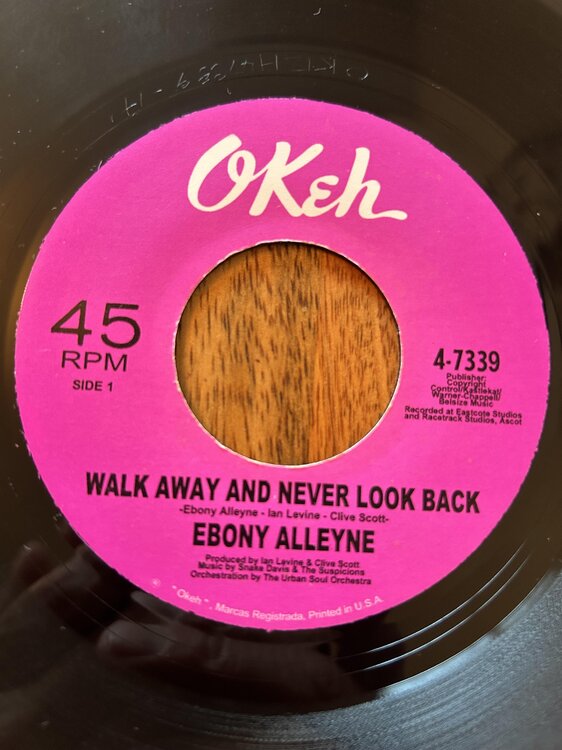 OKeh
45
RPM
SIDE 1
4-7339
Publisher:
Copyright
Control/Kastlekat/
Warner-Chappell/
Belsize Music
Recorded at Eastcote Studios
and Racetrack Studios, Ascot
WALK AWAY AND NEVER LOOK BACK
-Ebony Alleyne - Ian Levine - Clive Scott-
EBONY ALLEYNE
Produced by Ian Levine & Clive Scott
Music by Snake Davis & The Suspicions
Orchestration by The Urban Soul Orchestra
" Okeh ", Marcas Registrada, Printed in U.S.A.